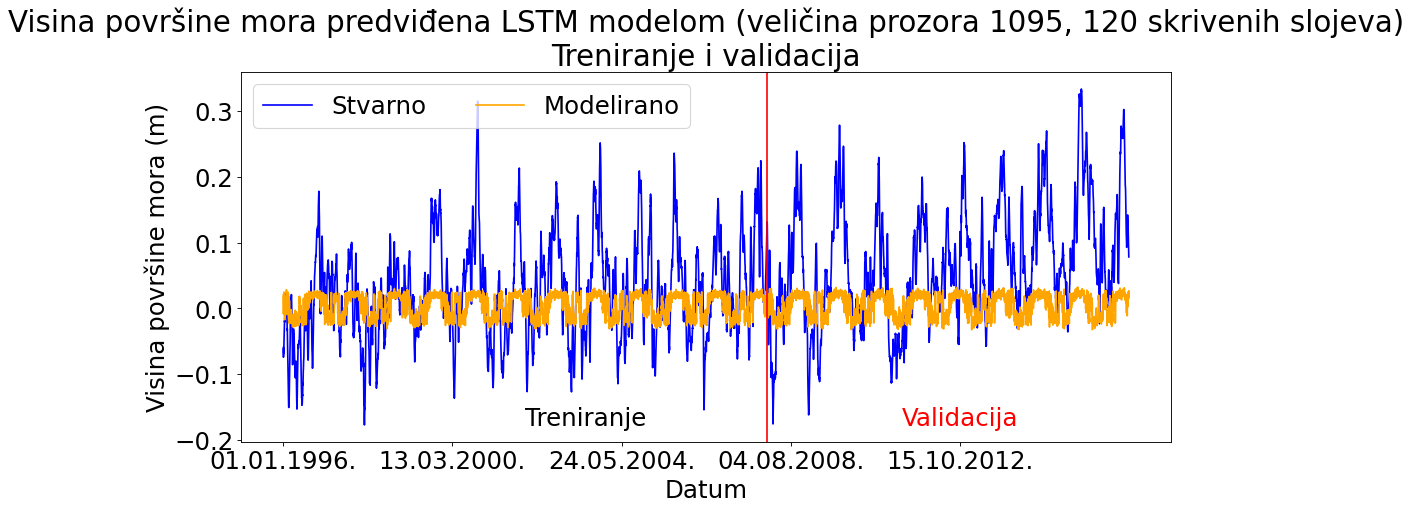 Visina površine mora predviđena LSTM modelom (veličina prozora 1095, 120 skrivenih slojeva)
Treniranje i validacija
Stvarno Modelirano
Visina površine mora (m)
0.3
0.2
0.1
0.0
−0.1
−0.2
Treniranje Validacija
01.01.1996. 13.03.2000. 24.05.2004. 04.08.2008. 15.10.2012.
Datum